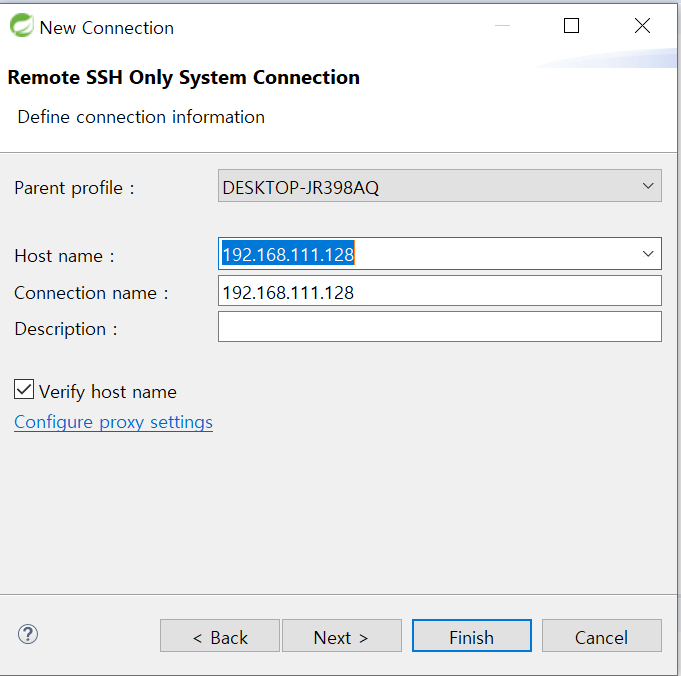 New Connection
Remote SSH Only System Connection
Define connection information
Parent profile : DESKTOP-JR398AQ
Host name : 192.168.111.128
Connection name : 192.168.111.128
Description :
Verify host name
Configure proxy settings
? < Back Next > Finish Cancel